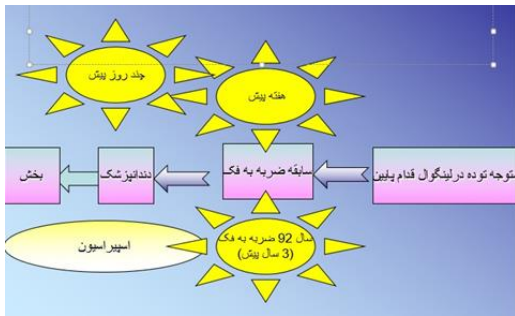 چند روز پیش
هفته پیش
متوجه توده درلینگوال قدام پایین
سابقه ضربه به فک
دندانپزشک
بخش
سال 92 ضربه به فک
(3 سال پیش)
اسپیراسیون